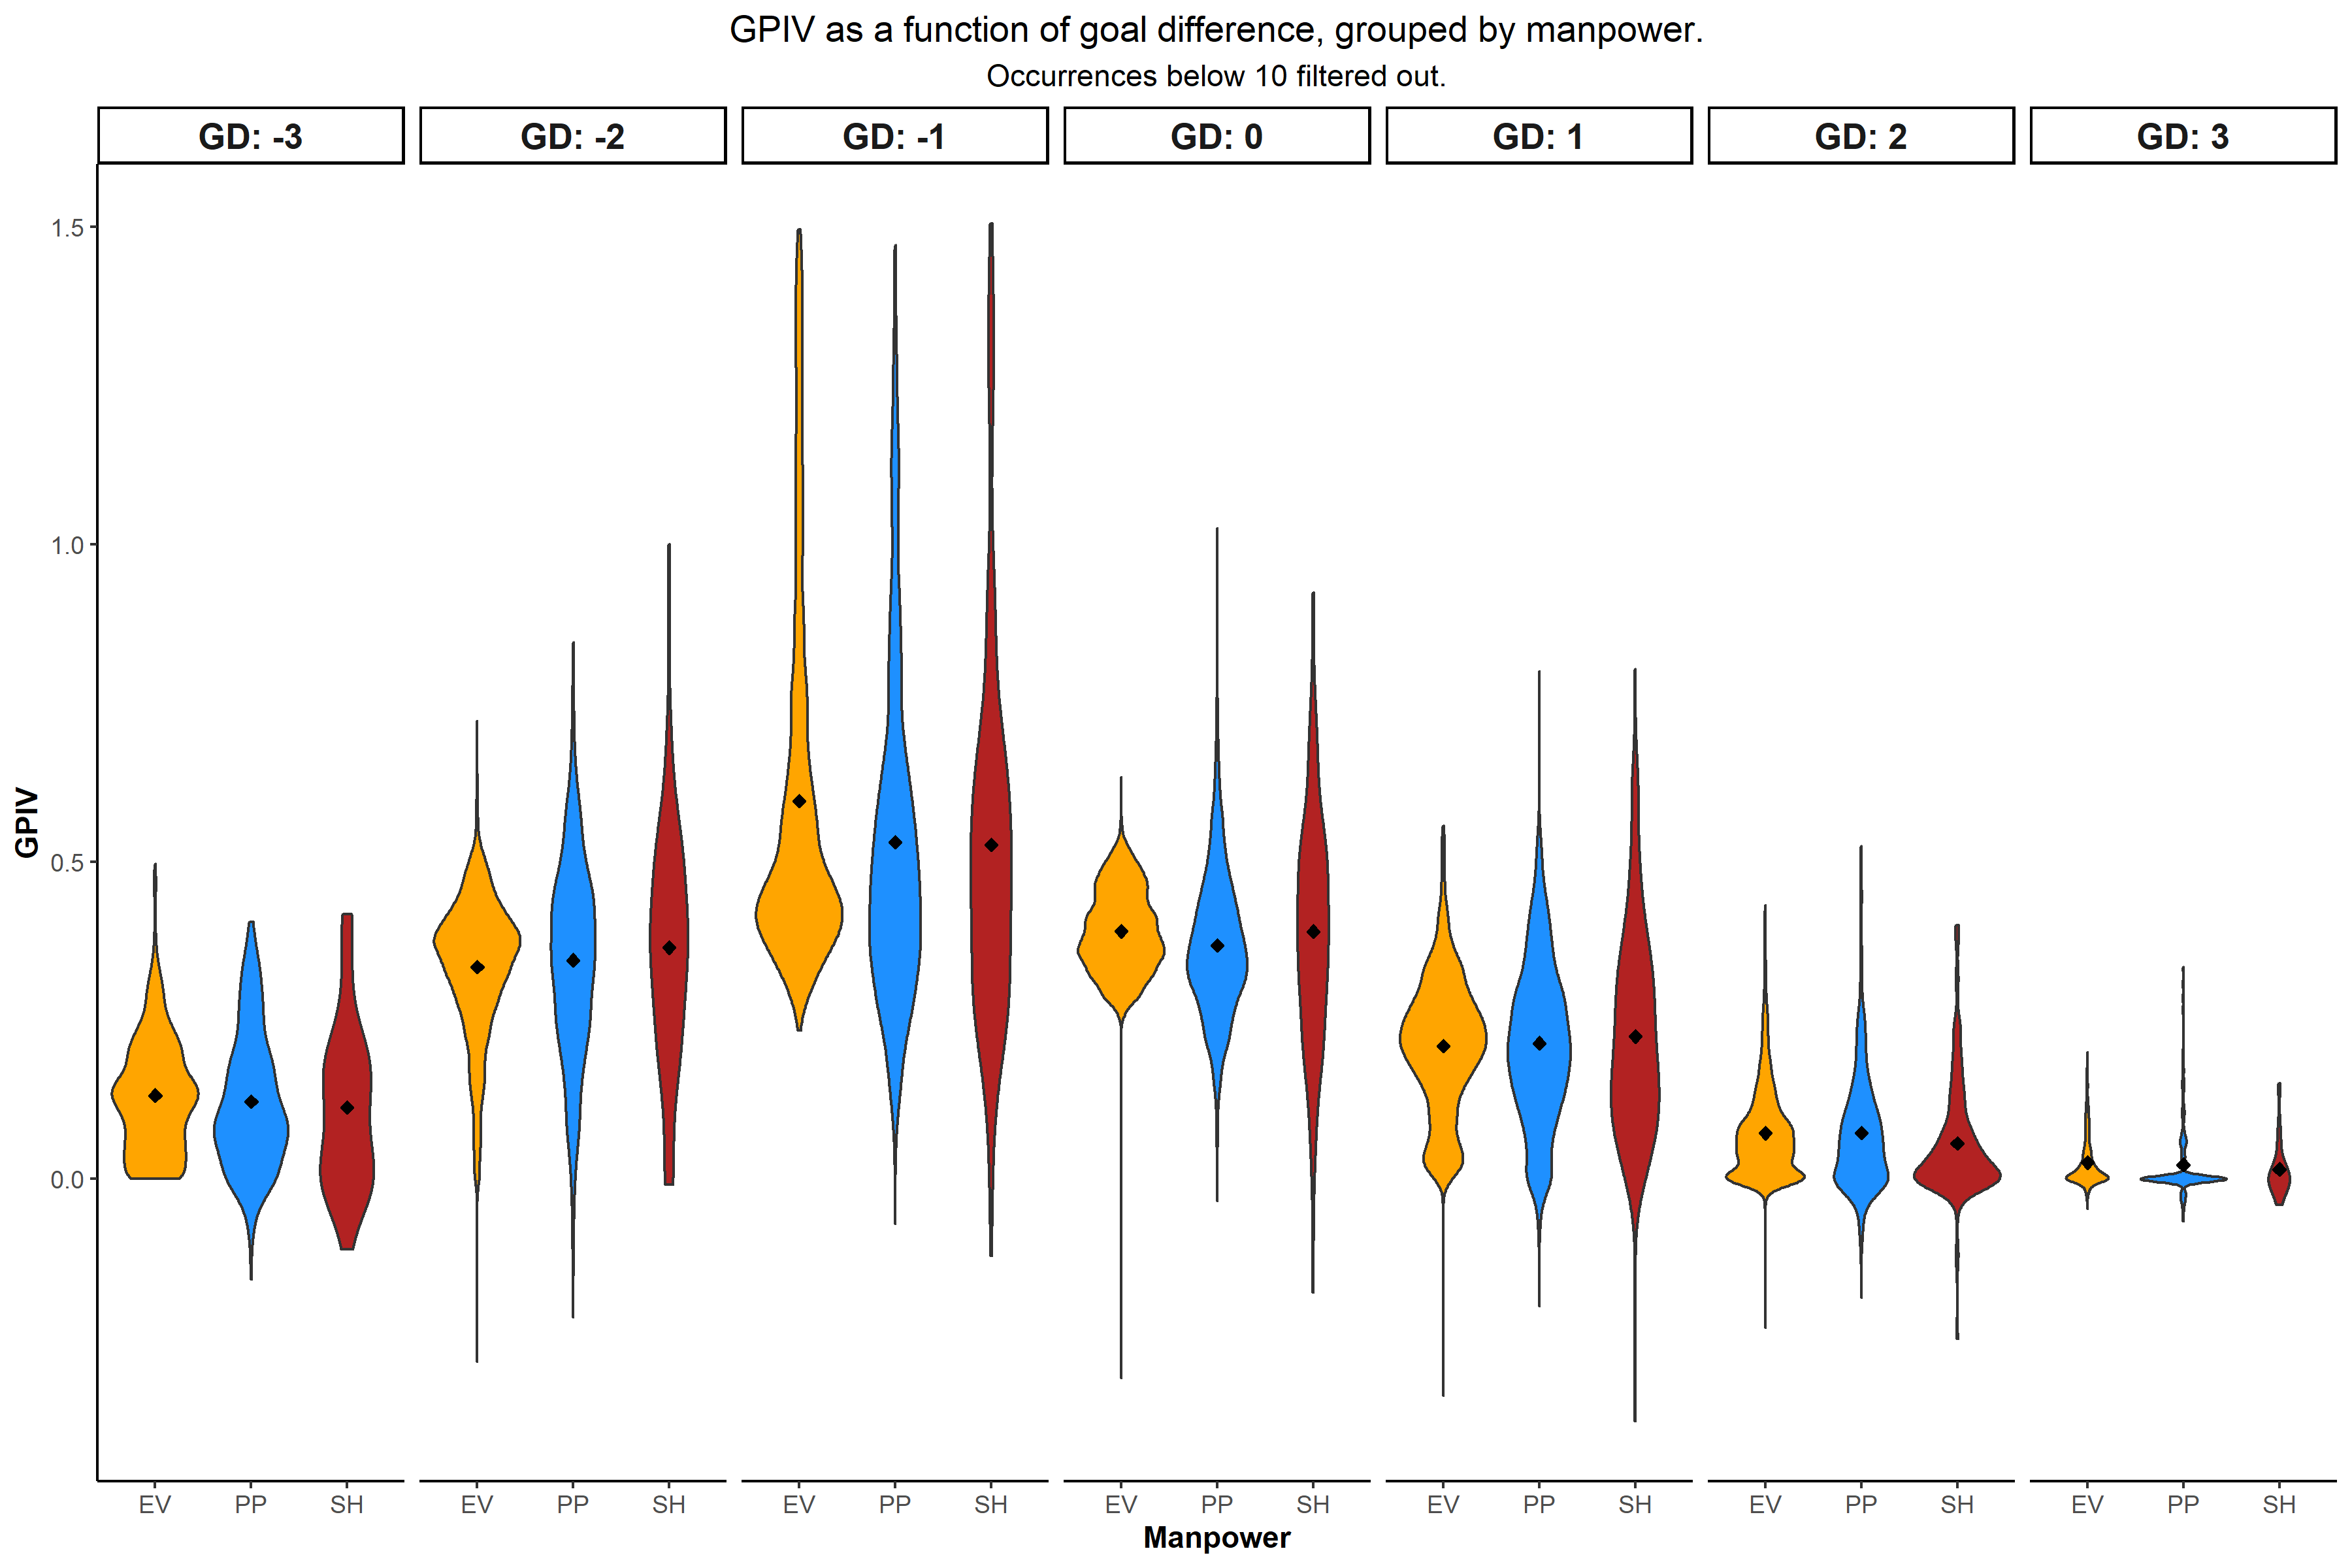 GPIV as a function of goal difference, grouped by manpower.
Occurrences below 10 filtered out.
GD: -3 GD: -2 GD: -1 GD: 0 GD: 1 GD: 2 GD: 3
1.5
1.0
0.5
0.0
GPIV
EV PP SH EV PP SH EV PP SH EV PP SH EV PP SH EV PP SH EV PP SH
Manpower